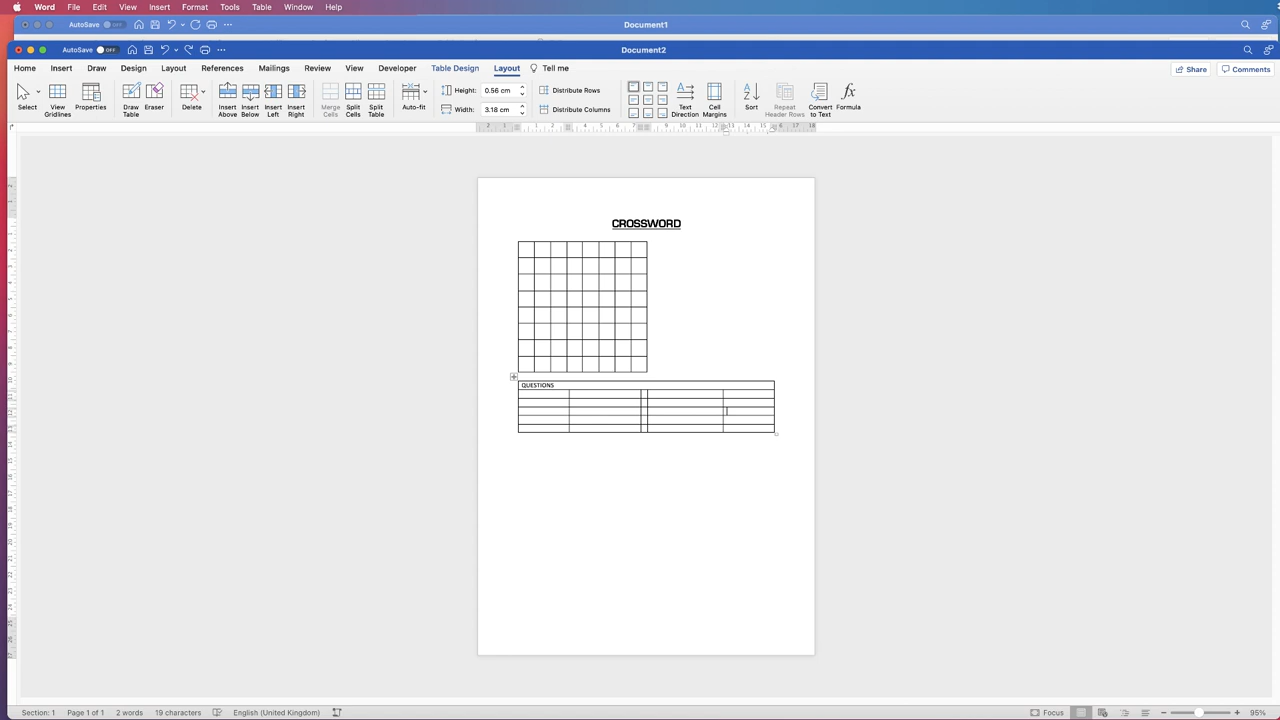 Word File Edit View Insert Format Tools Table Window Help
AutoSave OFF Document1
AutoSave OFF Document2
Home Insert Draw Design Layout References Mailings Review View Developer Table Design Layout Tell me Share Comments
Select View Gridlines Properties Draw Table Eraser Delete Insert Above Insert Below Insert Left Insert Right Merge Cells Split Cells Split Table Auto-fit Height: 0.56 cm Width: 3.18 cm Distribute Rows Distribute Columns Text Direction Cell Margins Sort Repeat Header Rows Convert to Text Formula
CROSSWORD
QUESTIONS
Section: 1 Page 1 of 1 2 words 19 characters English (United Kingdom) Focus 95%